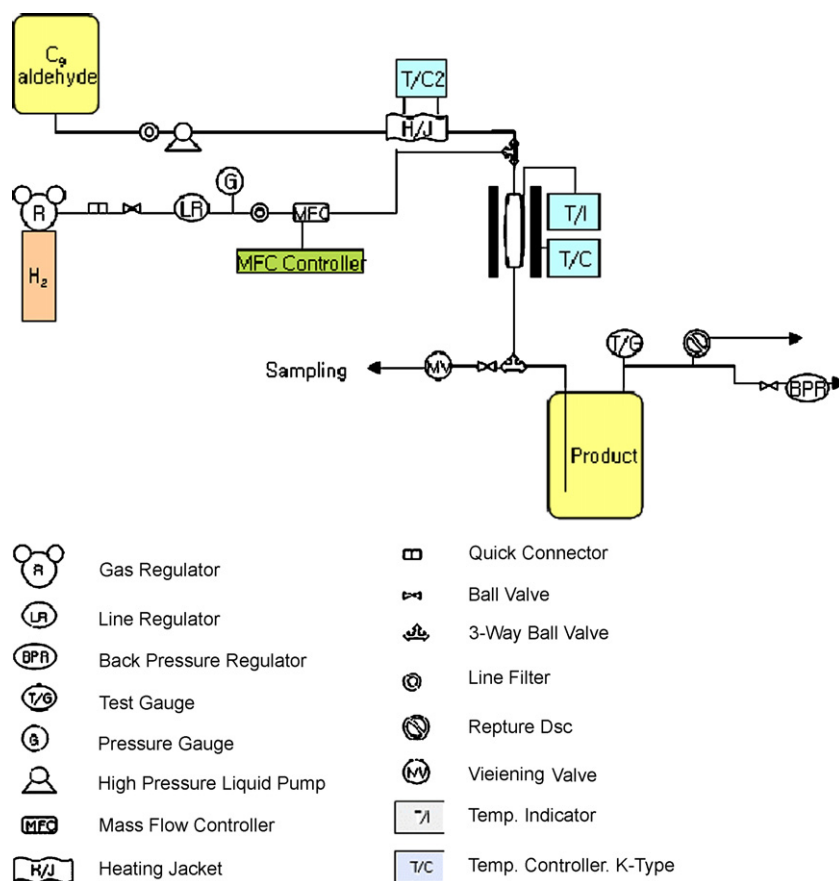 C₉
aldehyde
T/C2
H/J
G
R
LR
MFC
T/I
MFC Controller
T/C
H₂
T/G
Sampling
MV
BPR
Product
R Gas Regulator
LR Line Regulator
BPR Back Pressure Regulator
T/G Test Gauge
G Pressure Gauge
High Pressure Liquid Pump
MFC Mass Flow Controller
H/J Heating Jacket
Quick Connector
Ball Valve
3-Way Ball Valve
Line Filter
Repture Dsc
MV Vieiening Valve
T/I Temp. Indicator
T/C Temp. Controller. K-Type